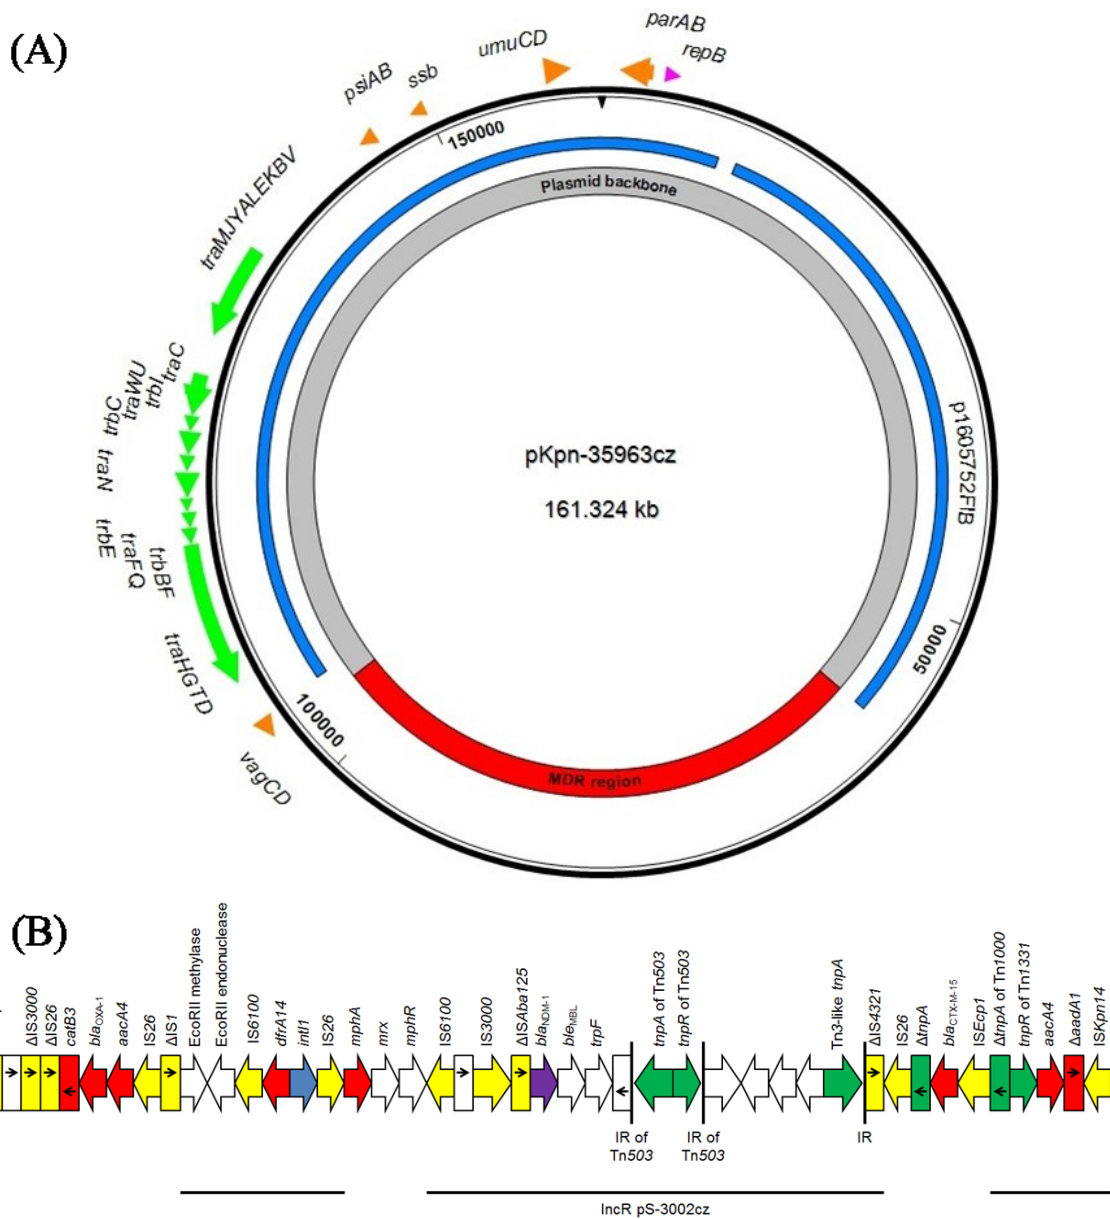 (A)
umuCD
parAB
repB
psiAB
ssb
150000
Plasmid backbone
traMJYALEKBV
traC
trbI
traWU
trbC
traN
trbE
traFQ
trbBF
traHGTD
vagCD
p1605752FIB
pKpn-35963cz
161.324 kb
50000
100000
MDR region
(B)
ΔIS3000
ΔIS26
catB3
blaOXA-1
aacA4
IS26
ΔIS1
EcoRII methylase
EcoRII endonuclease
IS6100
dfrA14
intI1
IS26
mphA
mrx
mphR
IS6100
IS3000
ΔISAba125
blaNDM-1
bleMBL
trpF
tnpA of Tn503
tnpR of Tn503
Tn3-like tnpA
ΔIS4321
IS26
ΔtnpA
blaCTX-M-15
ISEcp1
ΔtnpA of Tn1000
tnpR of Tn1331
aacA4
ΔaadA1
ISKpn14
IR of
Tn503
IR of
Tn503
IR
IncR pS-3002cz